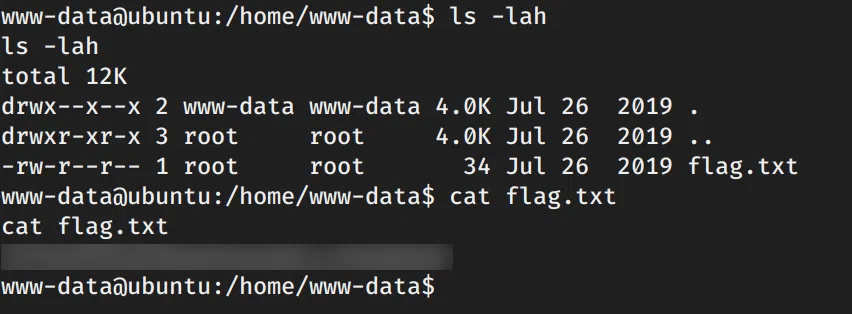 www-data@ubuntu:/home/www-data$ ls -lah
ls -lah
total 12K
drwx--x--x 2 www-data www-data 4.0K Jul 26  2019 .
drwxr-xr-x 3 root     root     4.0K Jul 26  2019 ..
-rw-r--r-- 1 root     root       34 Jul 26  2019 flag.txt
www-data@ubuntu:/home/www-data$ cat flag.txt
cat flag.txt
www-data@ubuntu:/home/www-data$